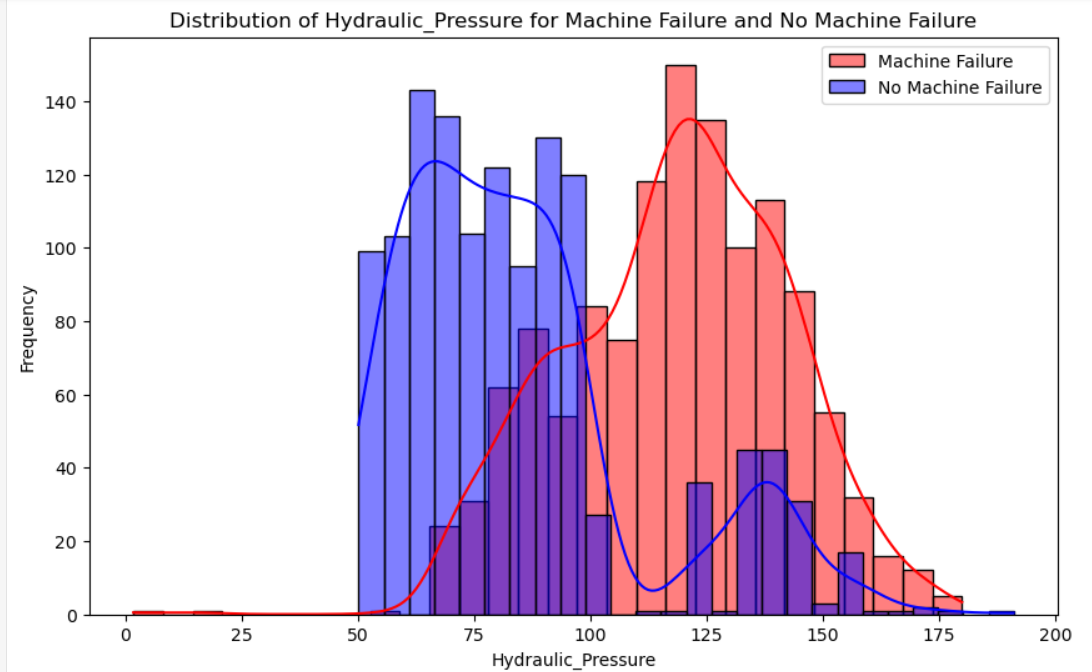 Distribution of Hydraulic_Pressure for Machine Failure and No Machine Failure
Machine Failure
No Machine Failure
140
120
100
80
60
40
20
0
Frequency
0 25 50 75 100 125 150 175 200
Hydraulic_Pressure